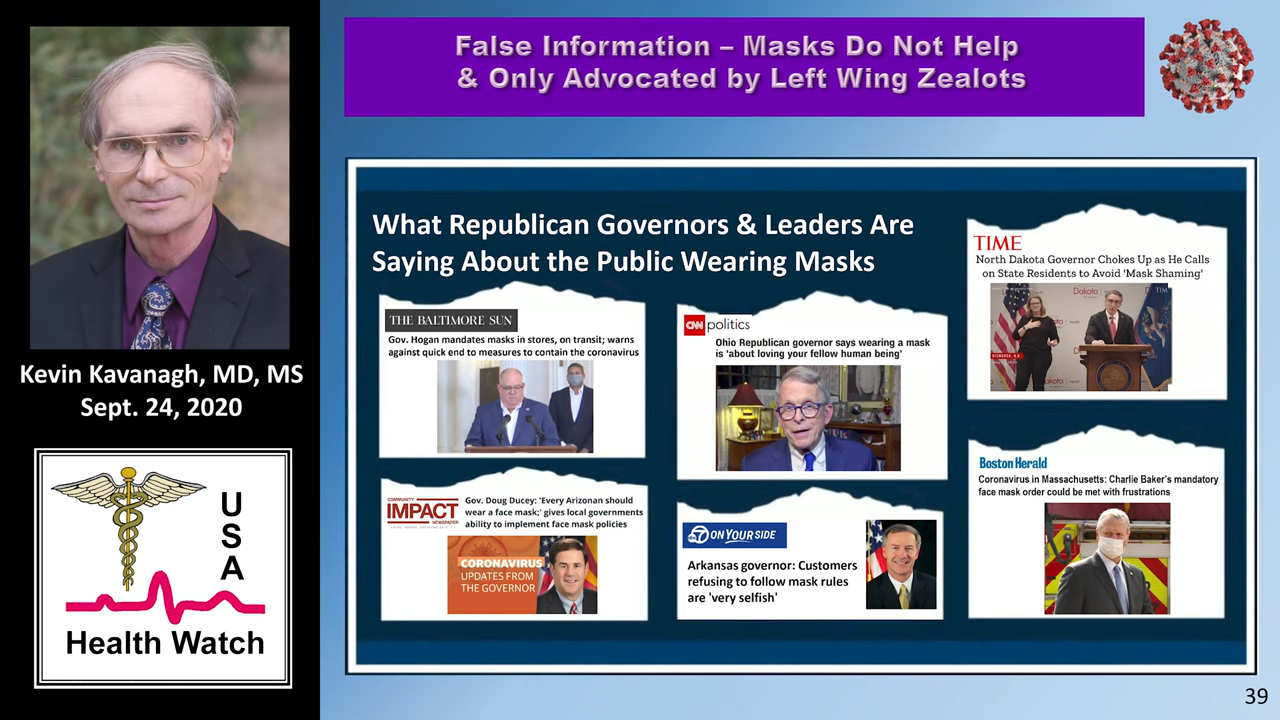 False Information – Masks Do Not Help
& Only Advocated by Left Wing Zealots
Kevin Kavanagh, MD, MS
Sept. 24, 2020
USA
Health Watch
What Republican Governors & Leaders Are
Saying About the Public Wearing Masks
THE BALTIMORE SUN
Gov. Hogan mandates masks in stores, on transit; warns
against quick end to measures to contain the coronavirus
CNN politics
Ohio Republican governor says wearing a mask
is 'about loving your fellow human being'
TIME
North Dakota Governor Chokes Up as He Calls
on State Residents to Avoid 'Mask Shaming'
TIM
Dakota
Dakota
BISMARCK, N.D.
COMMUNITY
IMPACT
NEWSPAPER
Gov. Doug Ducey: 'Every Arizonan should
wear a face mask;' gives local governments
ability to implement face mask policies
CORONAVIRUS
UPDATES FROM
THE GOVERNOR
7 ON YOUR SIDE
Arkansas governor: Customers
refusing to follow mask rules
are 'very selfish'
Boston Herald
Coronavirus in Massachusetts: Charlie Baker's mandatory
face mask order could be met with frustrations
39